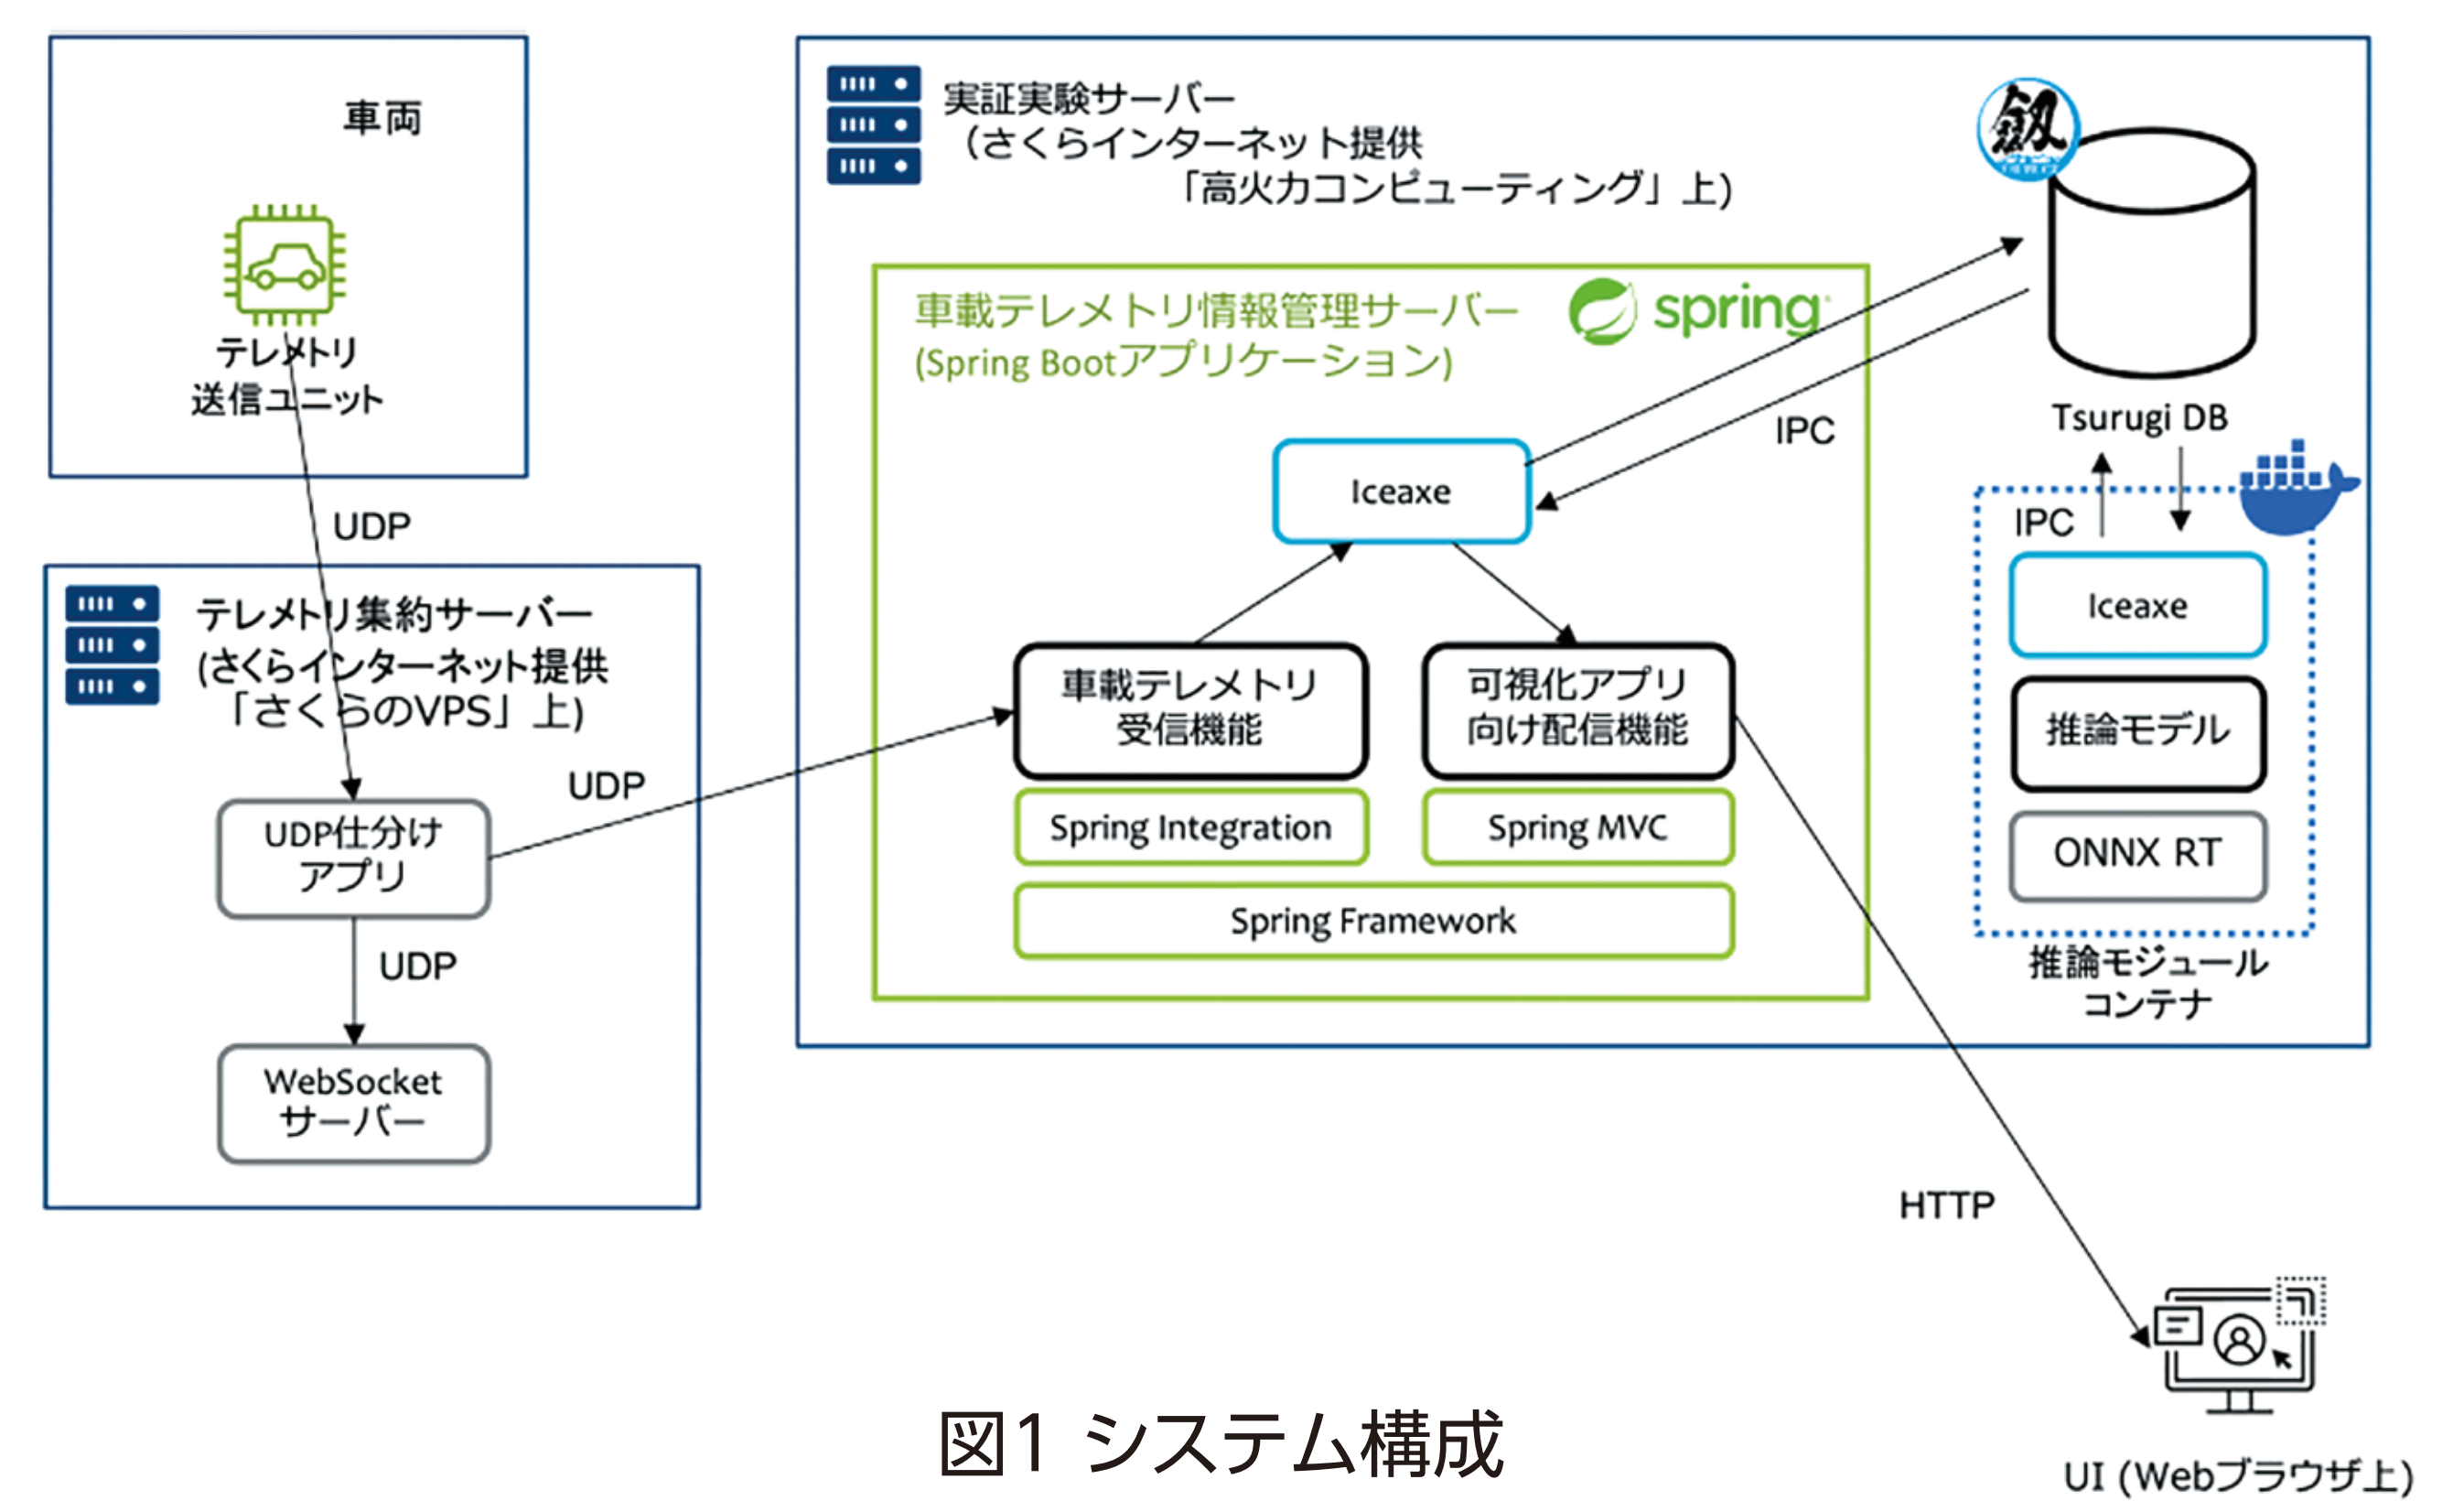 車両
テレメトリ
送信ユニット
UDP
テレメトリ集約サーバー
(さくらインターネット提供
「さくらのVPS」上)
UDP仕分け
アプリ
UDP
UDP
WebSocket
サーバー
実証実験サーバー
(さくらインターネット提供
「高火力コンピューティング」上)
車載テレメトリ情報管理サーバー
(Spring Bootアプリケーション)
spring
Iceaxe
IPC
車載テレメトリ
受信機能
可視化アプリ
向け配信機能
Spring Integration
Spring MVC
Spring Framework
Tsurugi DB
IPC
Iceaxe
推論モデル
ONNX RT
推論モジュール
コンテナ
HTTP
UI (Webブラウザ上)
図1 システム構成